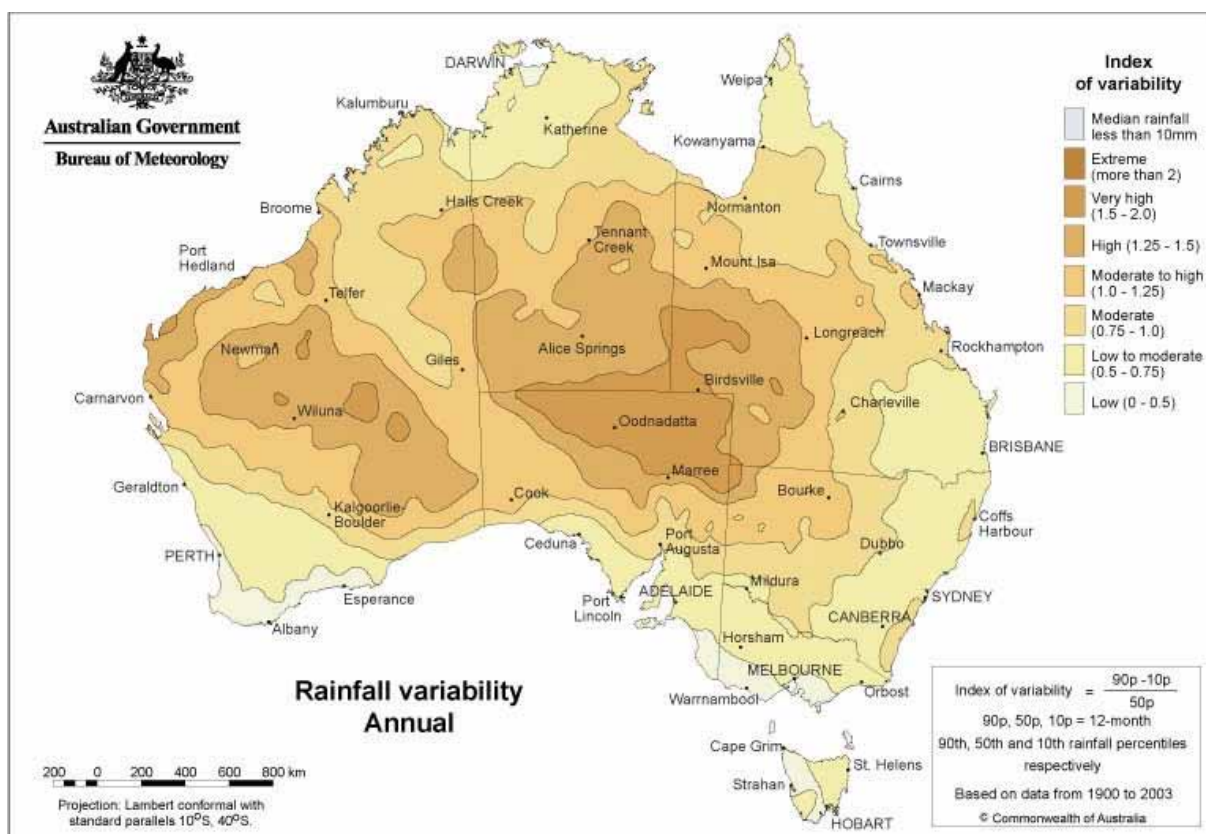 Australian Government
Bureau of Meteorology
DARWIN
Kalumburu
Katherine
Weipa
Kowanyama
Cairns
Broome
Halls Creek
Normanton
Townsville
Port
Hedland
Tennant
Creek
Mount Isa
Mackay
Telfer
Newman
Giles
Alice Springs
Longreach
Rockhampton
Carnarvon
Wiluna
Birdsville
Oodnadatta
Charleville
BRISBANE
Geraldton
Kalgoorlie-
Boulder
Cook
Marree
Bourke
Coffs
Harbour
PERTH
Ceduna
Port
Augusta
Dubbo
Esperance
Albany
Port
Lincoln
ADELAIDE
Mildura
SYDNEY
CANBERRA
Horsham
MELBOURNE
Warrnambool
Orbost
Cape Grim
St. Helens
Strahan
HOBART
Index
of variability
Median rainfall
less than 10mm
Extreme
(more than 2)
Very high
(1.5 - 2.0)
High (1.25 - 1.5)
Moderate to high
(1.0 - 1.25)
Moderate
(0.75 - 1.0)
Low to moderate
(0.5 - 0.75)
Low (0 - 0.5)
Rainfall variability
Annual
200 0 200 400 600 800 km
Projection: Lambert conformal with
standard parallels 10°S, 40°S.
Index of variability = 90p -10p
50p
90p, 50p, 10p = 12-month
90th, 50th and 10th rainfall percentiles
respectively
Based on data from 1900 to 2003
© Commonwealth of Australia